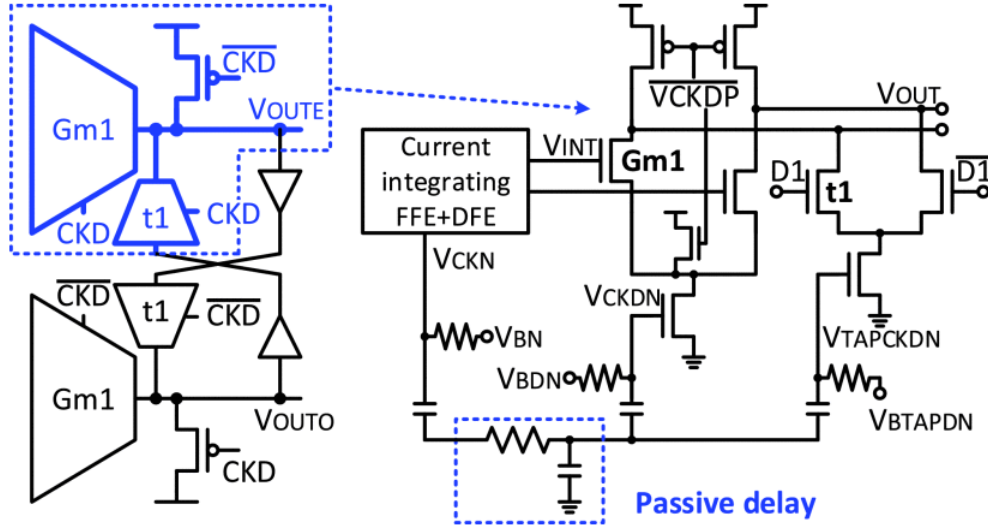 Gm1
CKD
VOUTE
t1
CKD
CKD
CKD
t1
CKD
Gm1
VOUTO
CKD
VCKDP
VOUT
Current
integrating
FFE+DFE
VINT
Gm1
D1
t1
D1
VCKN
VCKDN
VBN
VTAPCKDN
VBDN
VBTAPDN
Passive delay